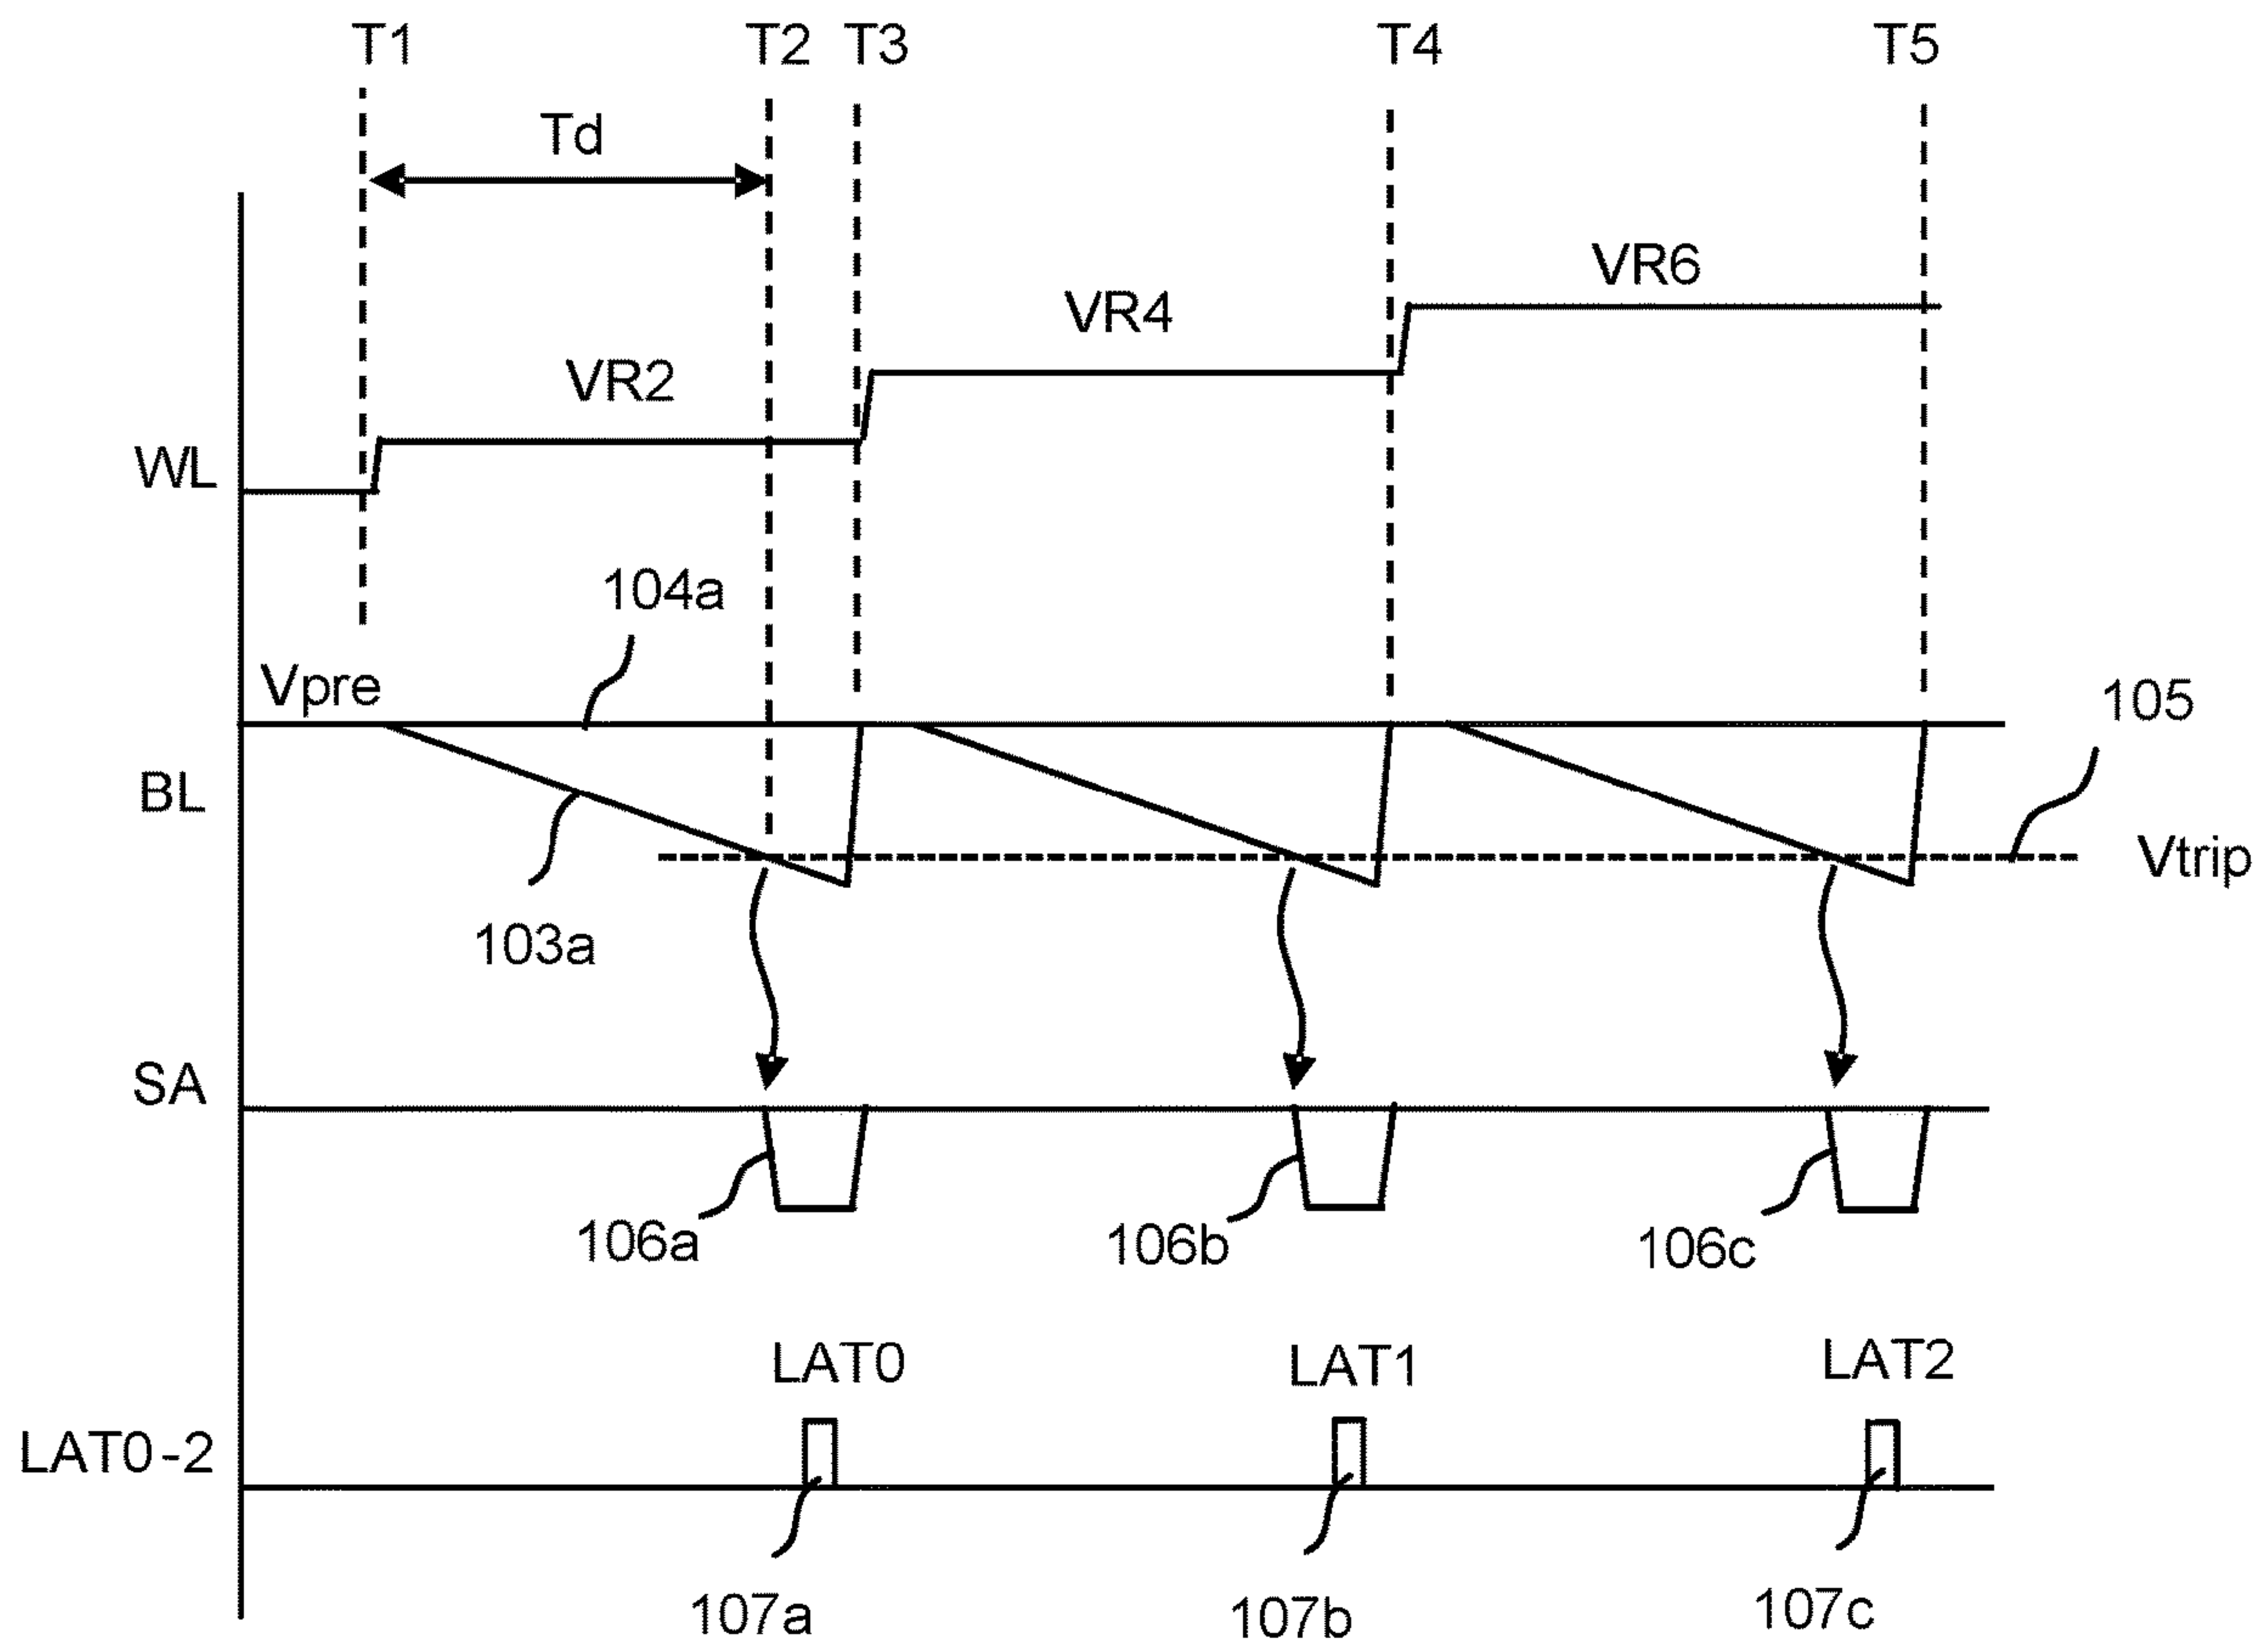 T1 T2 T3 T4 T5
Td
VR6
VR4
VR2
WL
104a
Vpre
105
BL
Vtrip
103a
SA
106a 106b 106c
LAT0 LAT1 LAT2
LAT0-2
107a 107b 107c